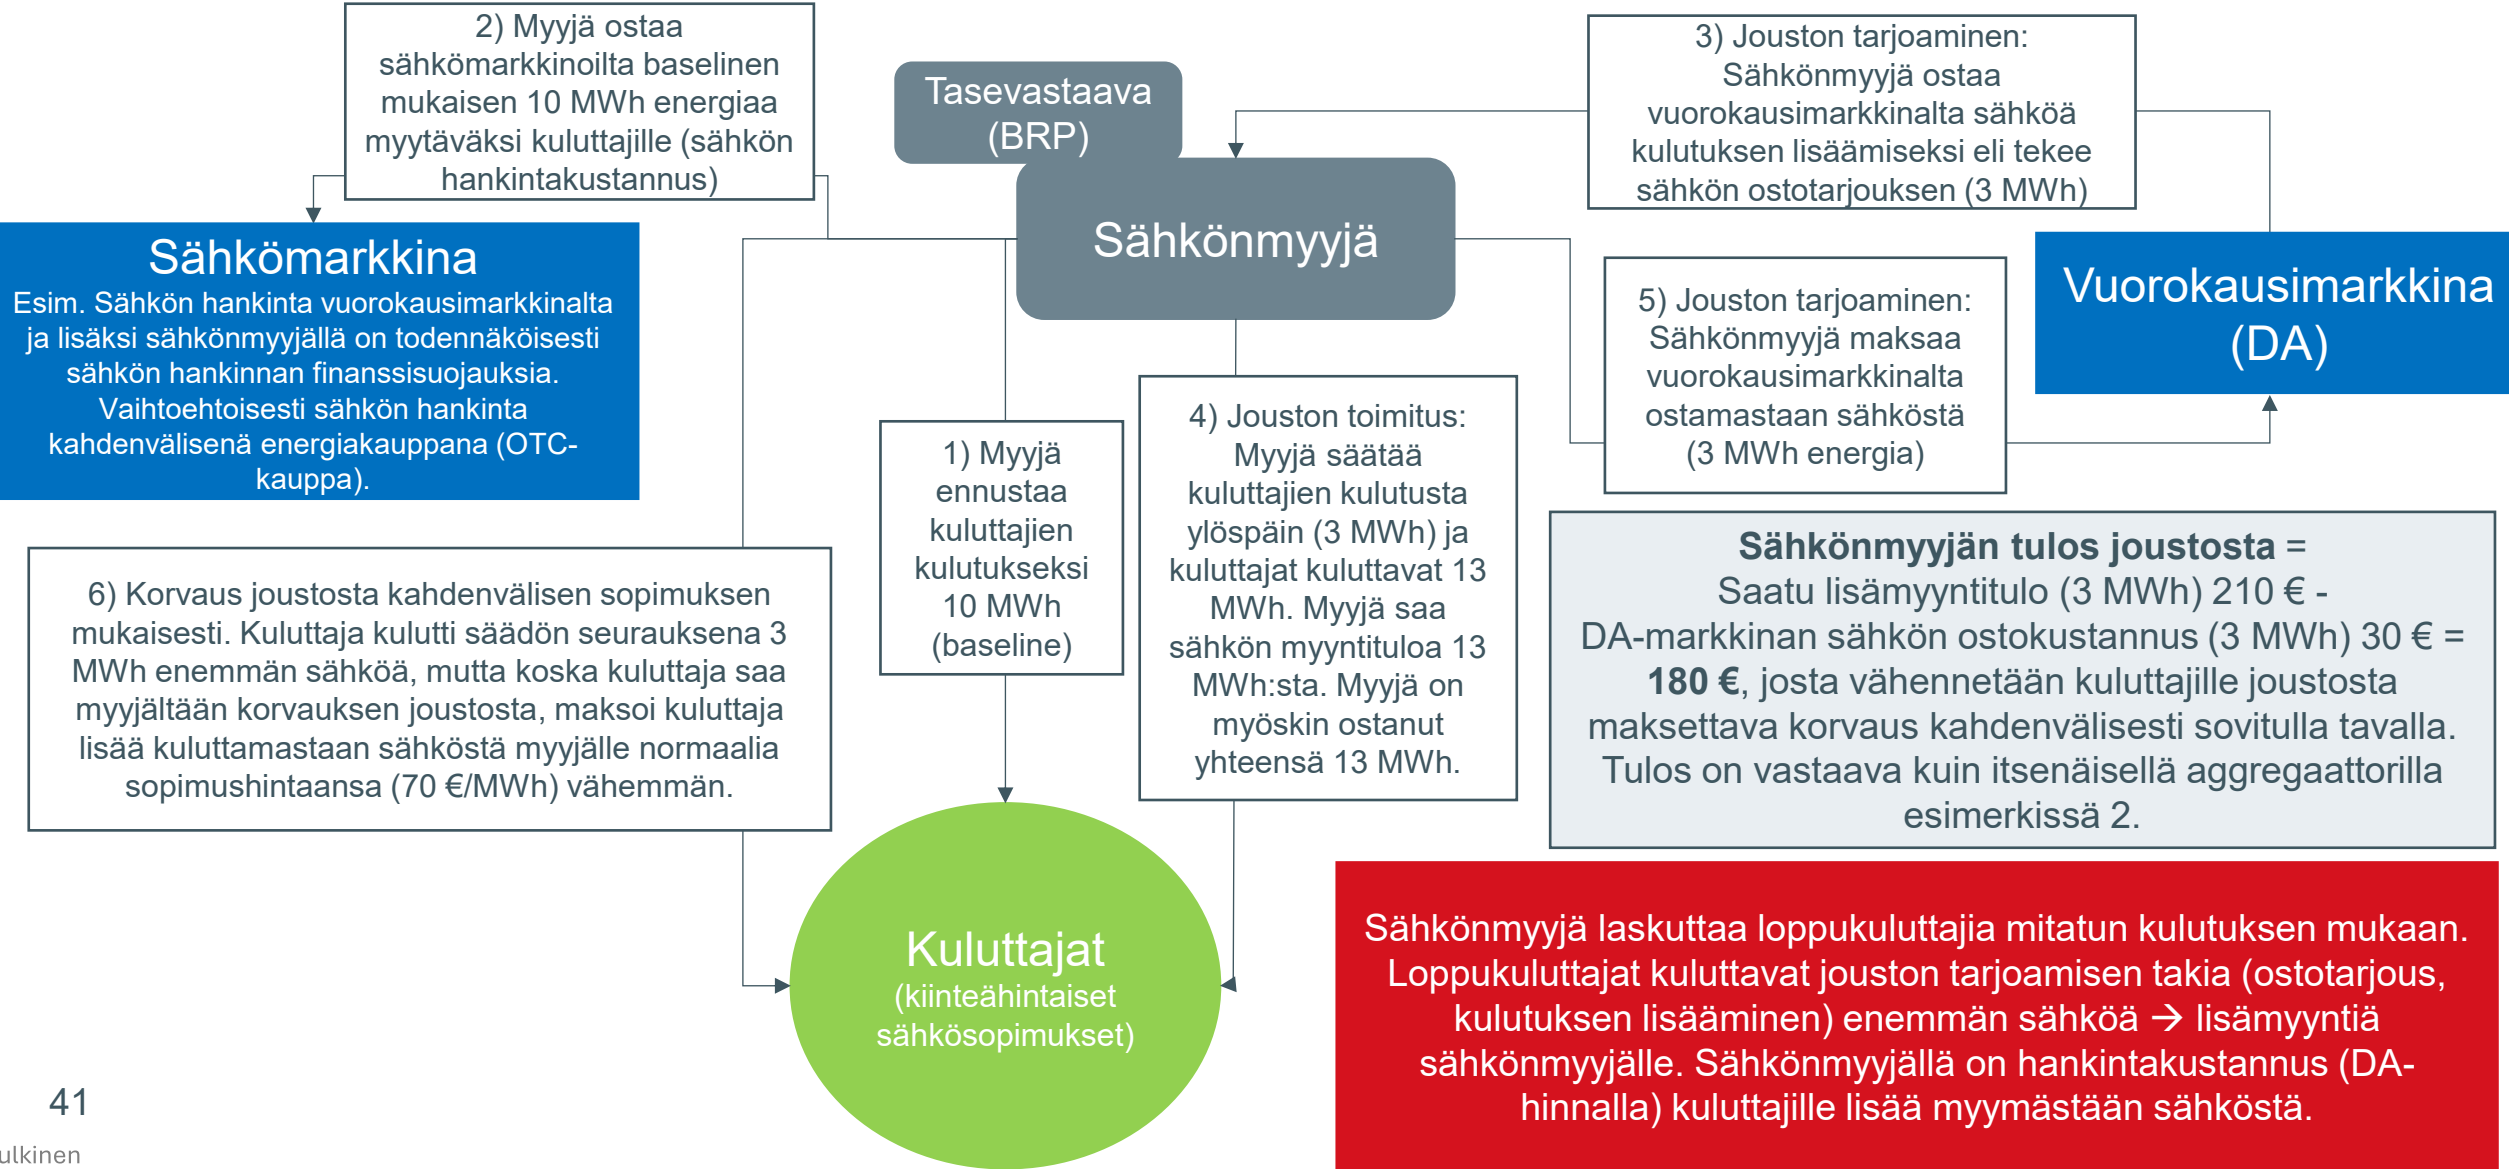 2) Myyjä ostaa
sähkömarkkinoilta baselinen
mukaisen 10 MWh energiaa
myytäväksi kuluttajille (sähkön
hankintakustannus)
Tasevastaava
(BRP)
Sähkönmyyjä
3) Jouston tarjoaminen:
Sähkönmyyjä ostaa
vuorokausimarkkinalta sähköä
kulutuksen lisäämiseksi eli tekee
sähkön ostotarjouksen (3 MWh)
Sähkömarkkina
Esim. Sähkön hankinta vuorokausimarkkinalta
ja lisäksi sähkönmyyjällä on todennäköisesti
sähkön hankinnan finanssisuojauksia.
Vaihtoehtoisesti sähkön hankinta
kahdenvälisenä energiakauppana (OTC-
kauppa).
5) Jouston tarjoaminen:
Sähkönmyyjä maksaa
vuorokausimarkkinalta
ostamastaan sähköstä
(3 MWh energia)
Vuorokausimarkkina
(DA)
1) Myyjä
ennustaa
kuluttajien
kulutukseksi
10 MWh
(baseline)
4) Jouston toimitus:
Myyjä säätää
kuluttajien kulutusta
ylöspäin (3 MWh) ja
kuluttajat kuluttavat 13
MWh. Myyjä saa
sähkön myyntituloa 13
MWh:sta. Myyjä on
myöskin ostanut
yhteensä 13 MWh.
6) Korvaus joustosta kahdenvälisen sopimuksen
mukaisesti. Kuluttaja kulutti säädön seurauksena 3
MWh enemmän sähköä, mutta koska kuluttaja saa
myyjältään korvauksen joustosta, maksoi kuluttaja
lisää kuluttamastaan sähköstä myyjälle normaalia
sopimushintaansa (70 €/MWh) vähemmän.
Sähkönmyyjän tulos joustosta =
Saatu lisämyyntitulo (3 MWh) 210 € -
DA-markkinan sähkön ostokustannus (3 MWh) 30 € =
180 €, josta vähennetään kuluttajille joustosta
maksettava korvaus kahdenvälisesti sovitulla tavalla.
Tulos on vastaava kuin itsenäisellä aggregaattorilla
esimerkissä 2.
Kuluttajat
(kiinteähintaiset
sähkösopimukset)
Sähkönmyyjä laskuttaa loppukuluttajia mitatun kulutuksen mukaan.
Loppukuluttajat kuluttavat jouston tarjoamisen takia (ostotarjous,
kulutuksen lisääminen) enemmän sähköä → lisämyyntiä
sähkönmyyjälle. Sähkönmyyjällä on hankintakustannus (DA-
hinnalla) kuluttajille lisää myymästään sähköstä.
41
ulkinen